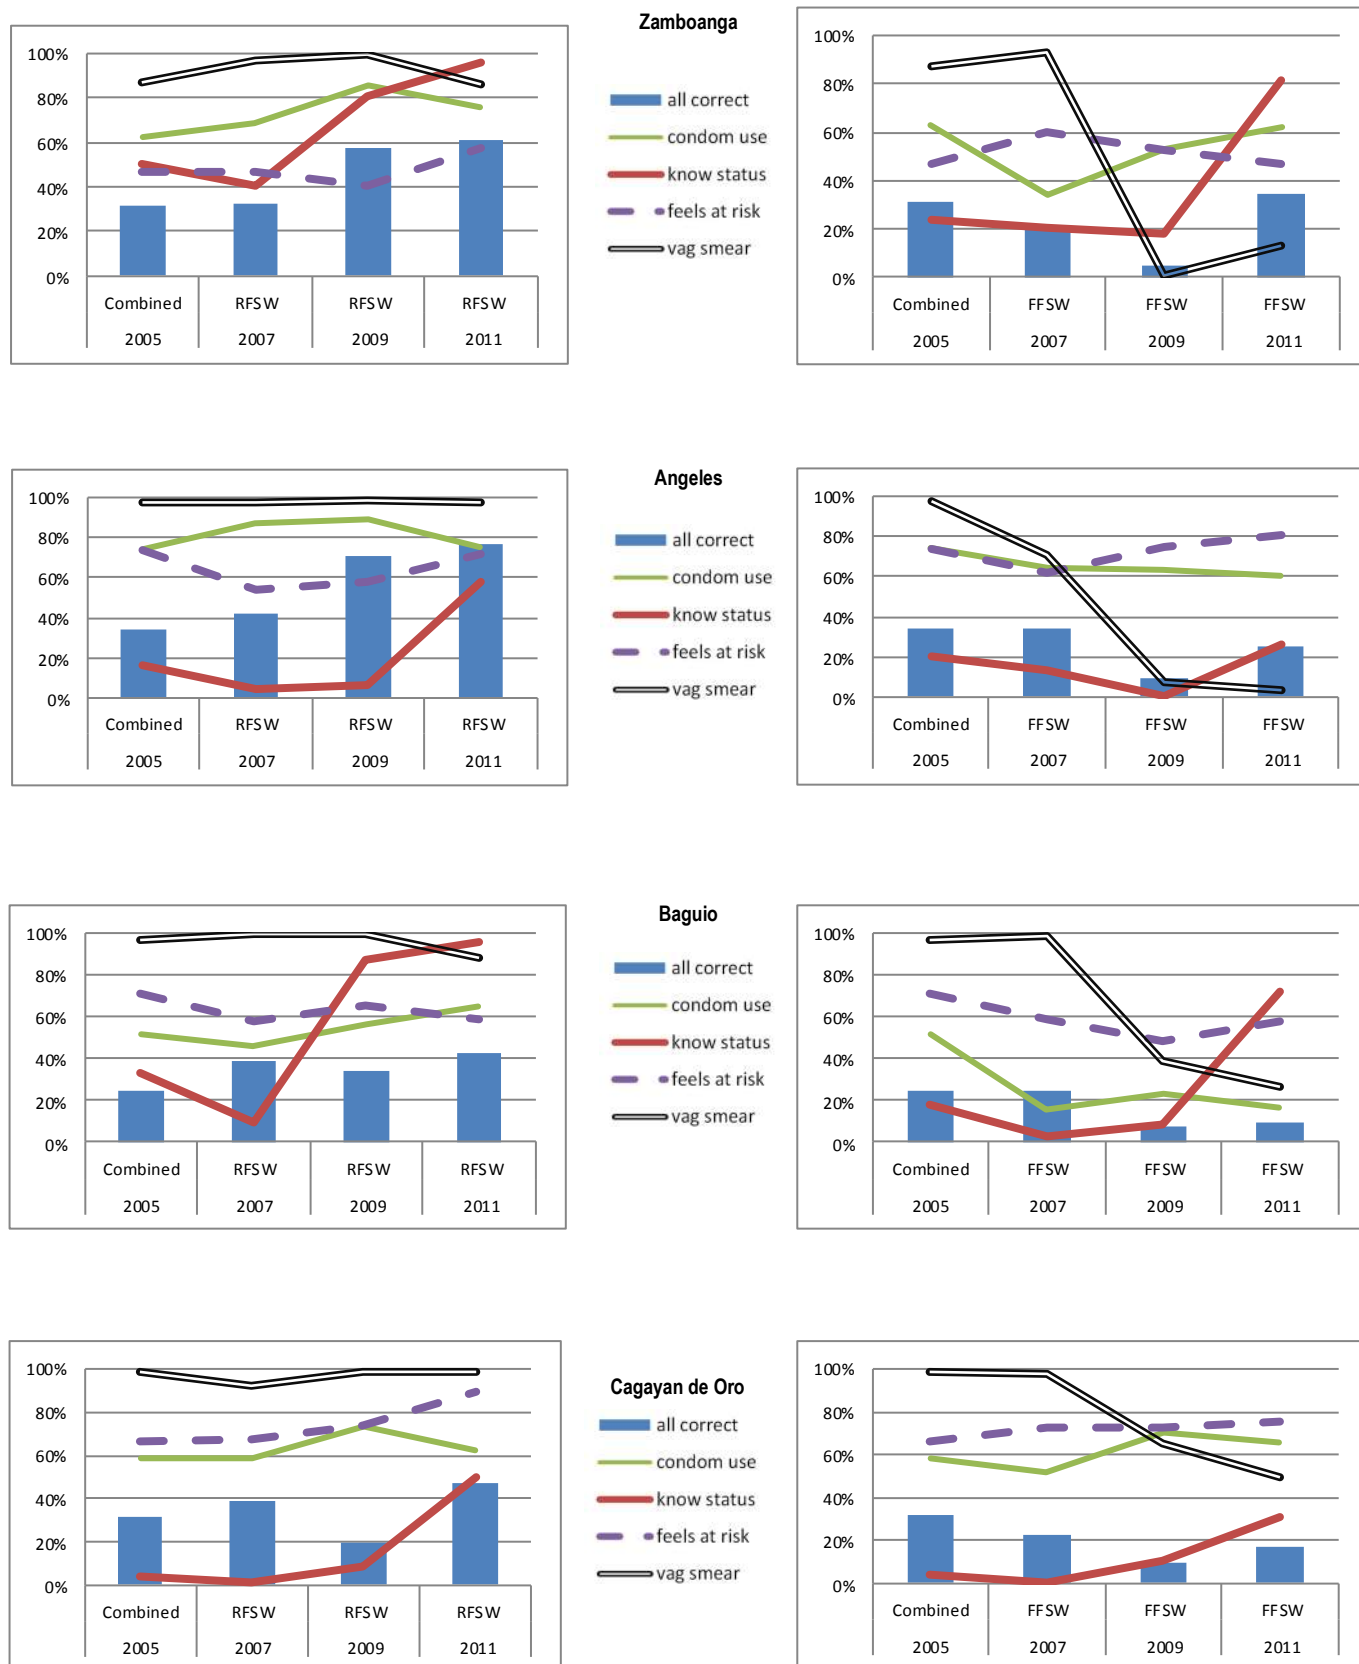 Zamboanga
100%
80%
60%
40%
20%
0%
Combined RFSW RFSW RFSW
2005 2007 2009 2011
all correct
condom use
know status
feels at risk
vag smear
100%
80%
60%
40%
20%
0%
Combined FFSW FFSW FFSW
2005 2007 2009 2011
Angeles
100%
80%
60%
40%
20%
0%
Combined RFSW RFSW RFSW
2005 2007 2009 2011
all correct
condom use
know status
feels at risk
vag smear
100%
80%
60%
40%
20%
0%
Combined FFSW FFSW FFSW
2005 2007 2009 2011
Baguio
100%
80%
60%
40%
20%
0%
Combined RFSW RFSW RFSW
2005 2007 2009 2011
all correct
condom use
know status
feels at risk
vag smear
100%
80%
60%
40%
20%
0%
Combined FFSW FFSW FFSW
2005 2007 2009 2011
Cagayan de Oro
100%
80%
60%
40%
20%
0%
Combined RFSW RFSW RFSW
2005 2007 2009 2011
all correct
condom use
know status
feels at risk
vag smear
100%
80%
60%
40%
20%
0%
Combined FFSW FFSW FFSW
2005 2007 2009 2011